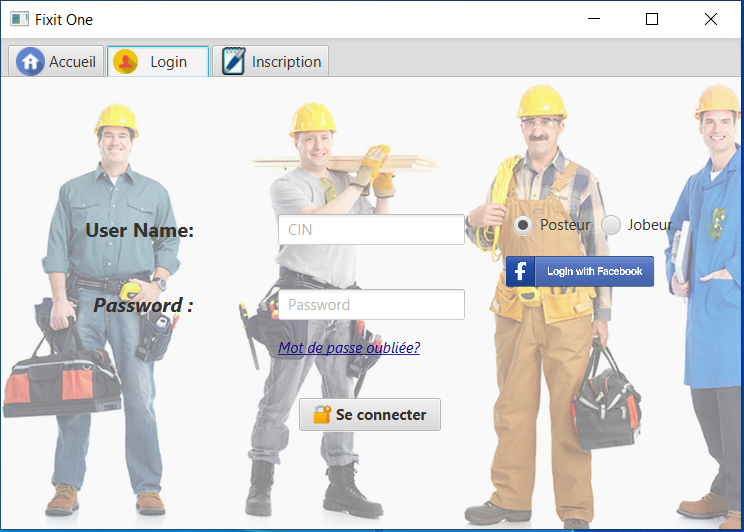 Fixit One
Accueil
Login
Inscription
User Name:
CIN
Posteur
Jobeur
f Login with Facebook
Password :
Password
Mot de passe oubliée?
Se connecter